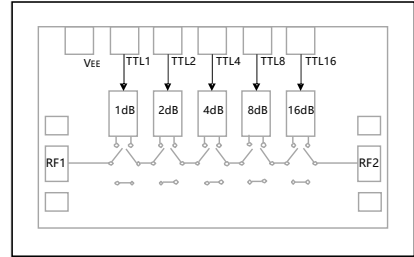 VEE TTL1 TTL2 TTL4 TTL8 TTL16
1dB 2dB 4dB 8dB 16dB
RF1 RF2